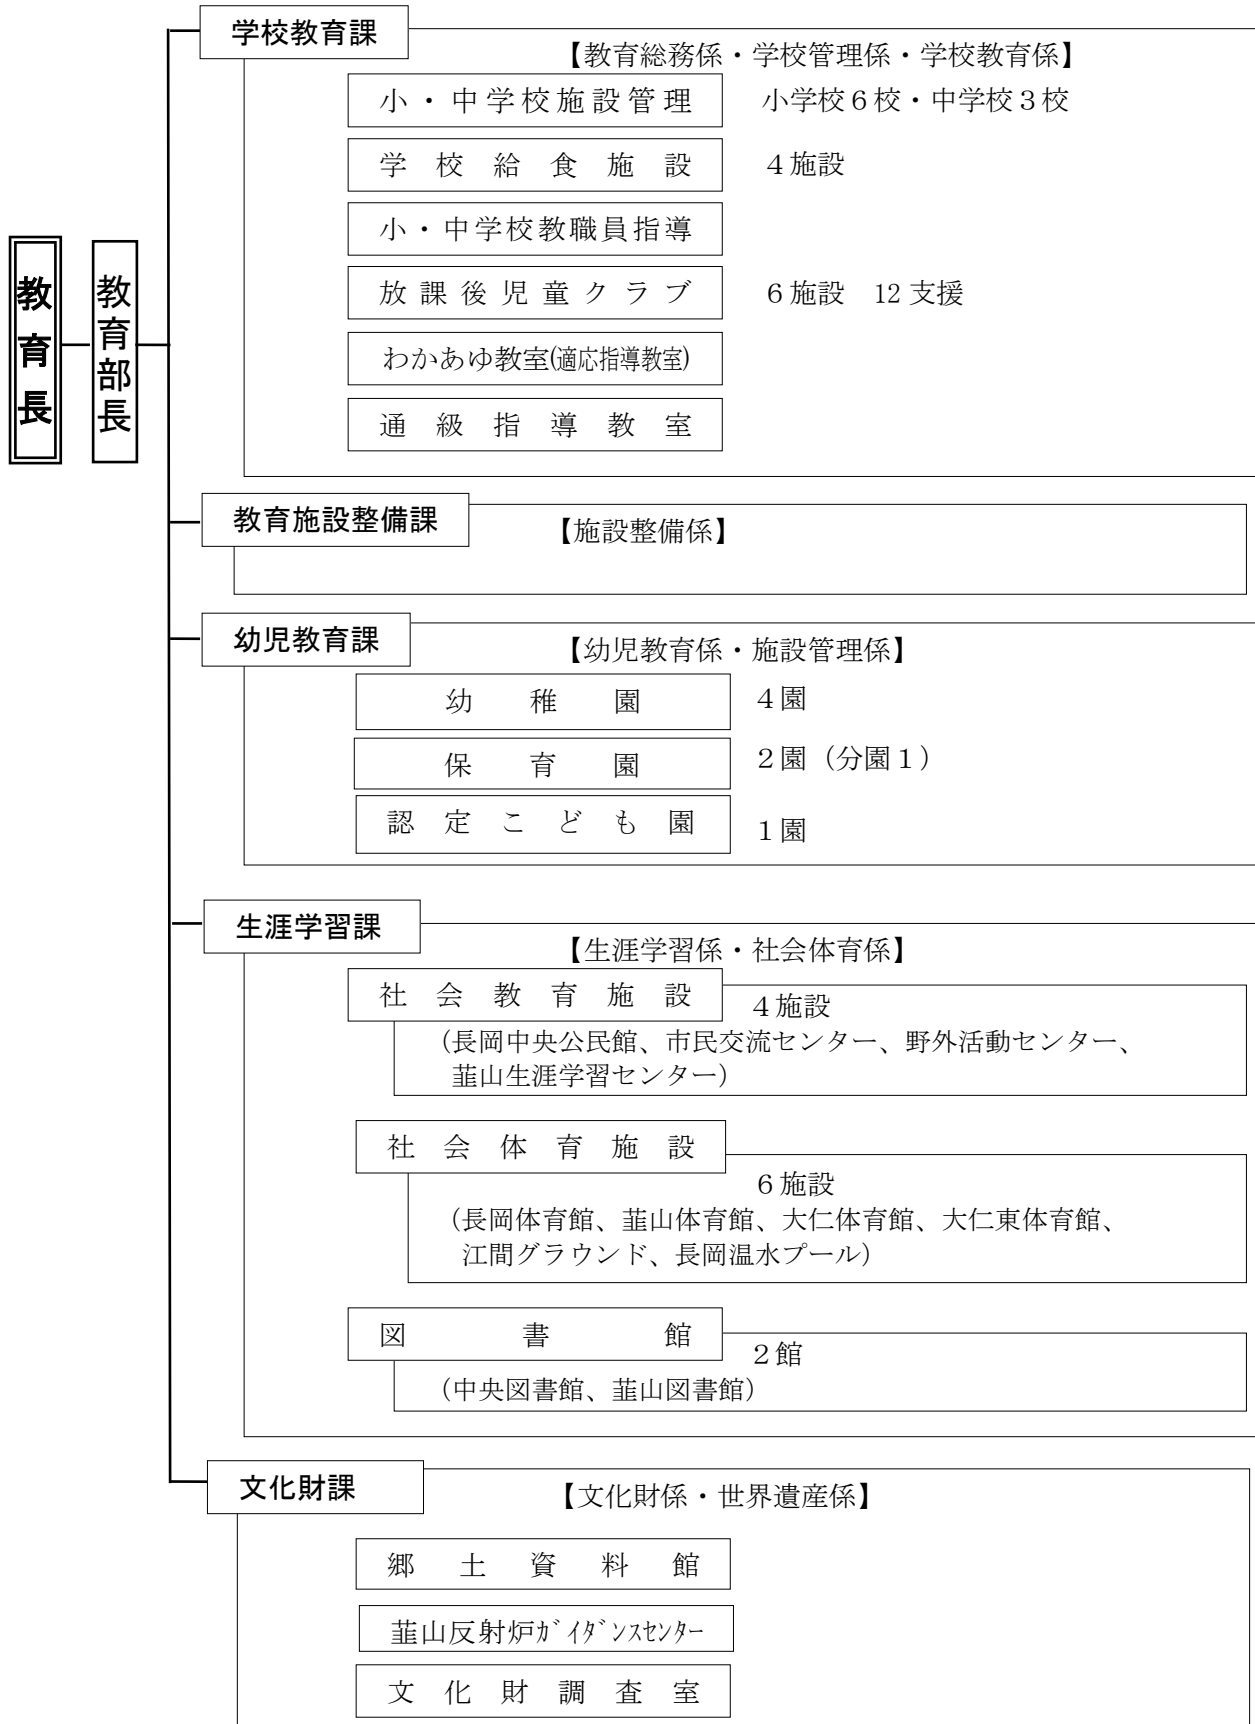 教育長
教育部長
学校教育課
【教育総務係・学校管理係・学校教育係】
小・中学校施設管理　小学校６校・中学校３校
学校給食施設　４施設
小・中学校教職員指導
放課後児童クラブ　６施設　12支援
わかあゆ教室(適応指導教室)
通級指導教室
教育施設整備課
【施設整備係】
幼児教育課
【幼児教育係・施設管理係】
幼稚園　４園
保育園　２園（分園１）
認定こども園　１園
生涯学習課
【生涯学習係・社会体育係】
社会教育施設　４施設
（長岡中央公民館、市民交流センター、野外活動センター、
韮山生涯学習センター）
社会体育施設
６施設
（長岡体育館、韮山体育館、大仁体育館、大仁東体育館、
江間グラウンド、長岡温水プール）
図書館　２館
（中央図書館、韮山図書館）
文化財課
【文化財係・世界遺産係】
郷土資料館
韮山反射炉ｶﾞｲﾀﾞﾝｽｾﾝﾀｰ
文化財調査室